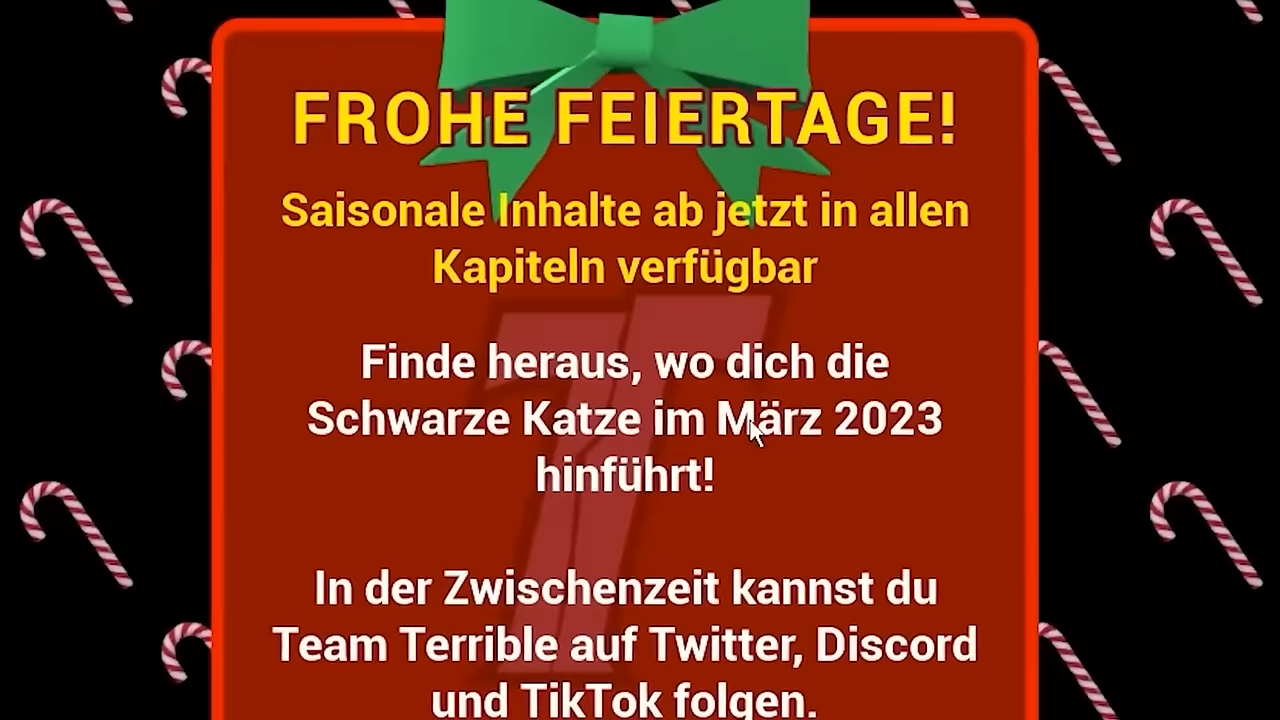 FROHE FEIERTAGE!
Saisonale Inhalte ab jetzt in allen
Kapiteln verfügbar
Finde heraus, wo dich die
Schwarze Katze im März 2023
hinführt!
In der Zwischenzeit kannst du
Team Terrible auf Twitter, Discord
und TikTok folgen.